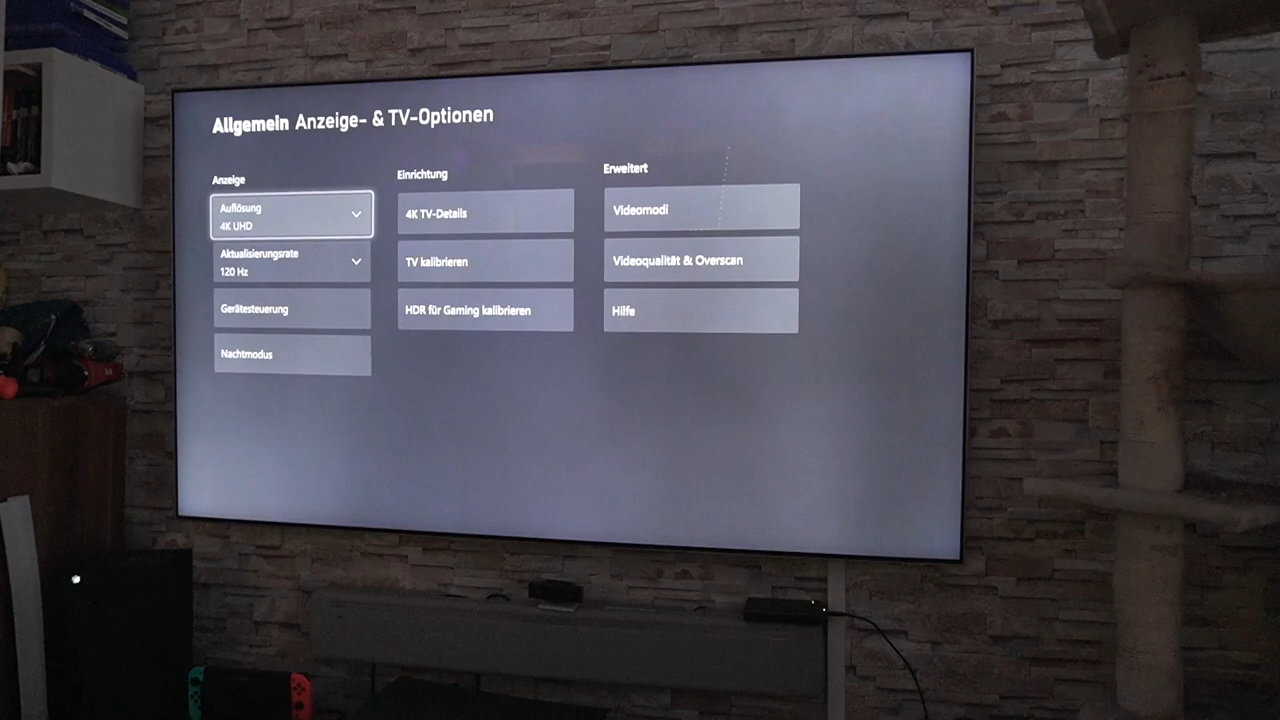 Allgemein Anzeige- & TV-Optionen
Anzeige
Auflösung
4K UHD
Aktualisierungsrate
120 Hz
Gerätesteuerung
Nachtmodus
Einrichtung
4K TV-Details
TV kalibrieren
HDR für Gaming kalibrieren
Erweitert
Videomodi
Videoqualität & Overscan
Hilfe